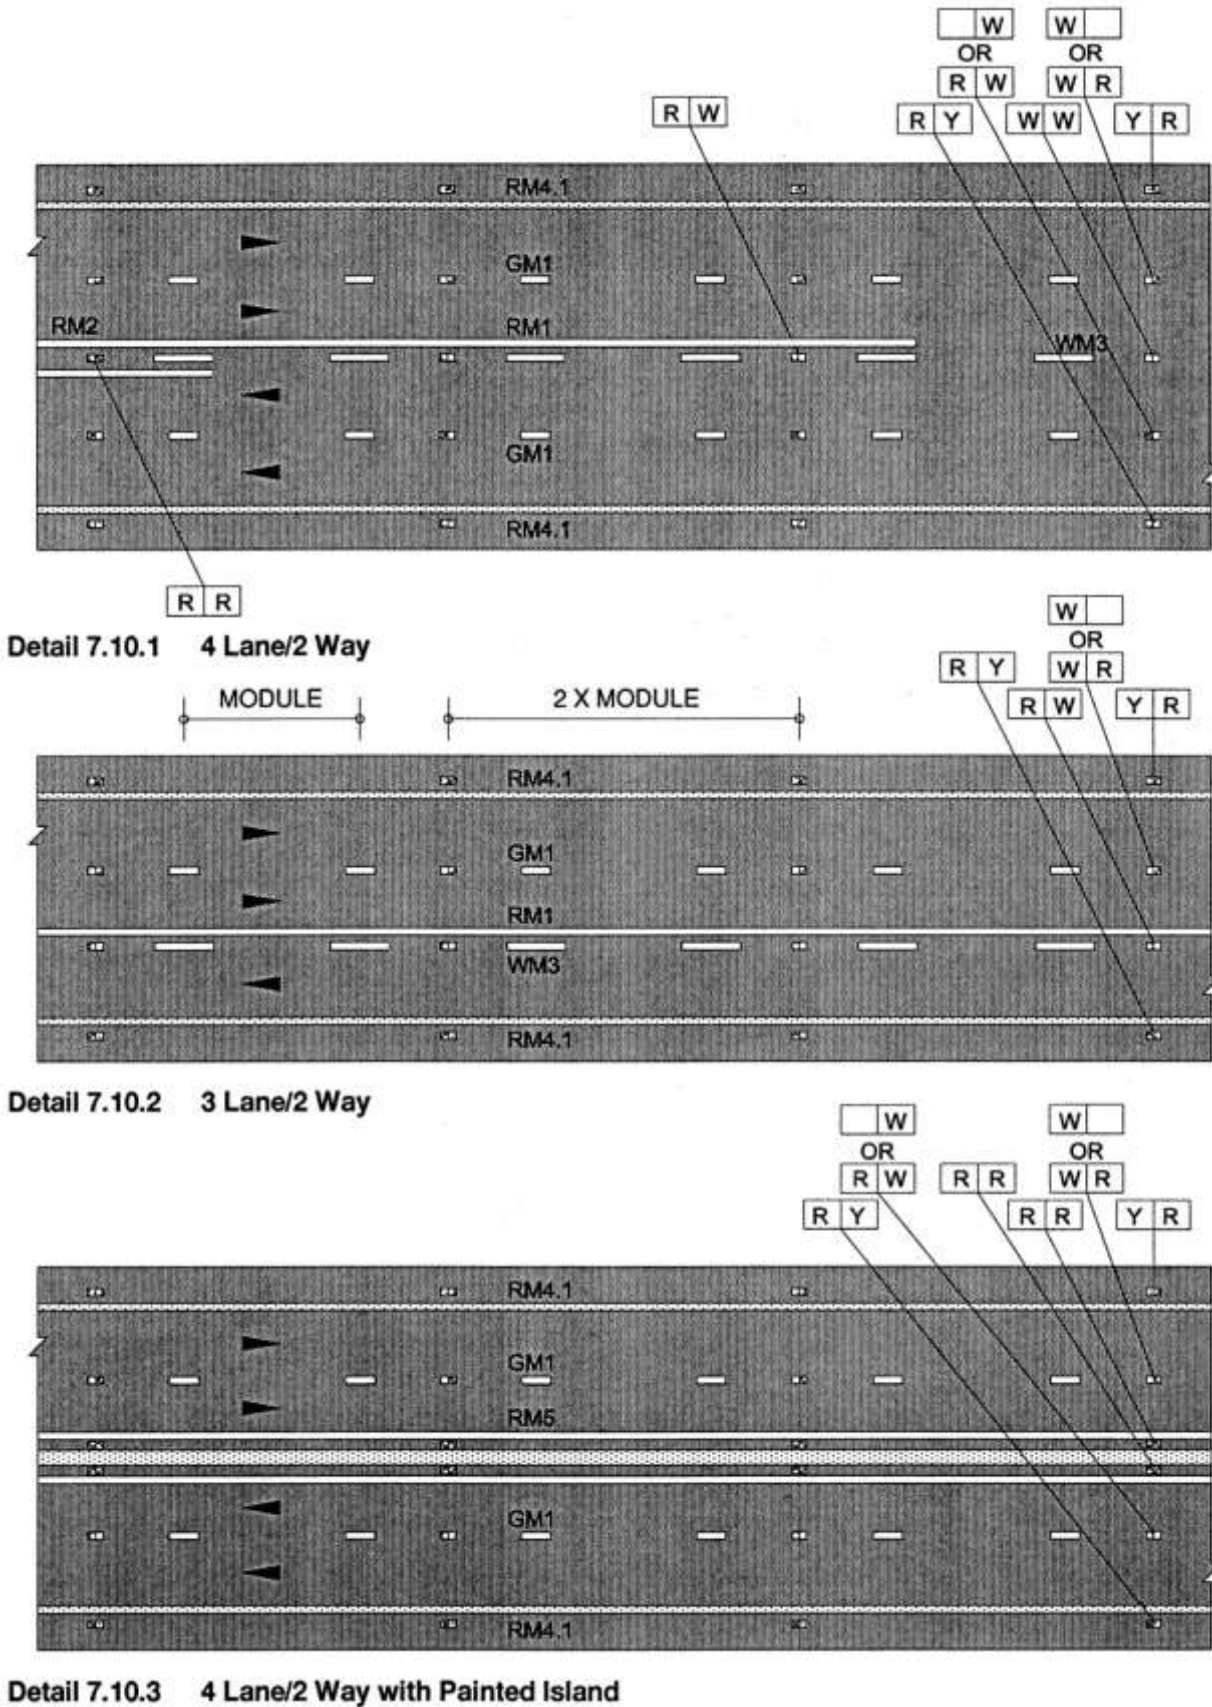 W W
OR OR
R W R W W R
R Y W W Y R
RM4.1
GM1
RM2 RM1
WM3
GM1
RM4.1
R R
Detail 7.10.1 4 Lane/2 Way
W
OR
R Y W R
MODULE 2 X MODULE R W Y R
RM4.1
GM1
RM1
WM3
RM4.1
Detail 7.10.2 3 Lane/2 Way
W W
OR OR
R W R R W R
R Y R R Y R
RM4.1
GM1
RM5
GM1
RM4.1
Detail 7.10.3 4 Lane/2 Way with Painted Island